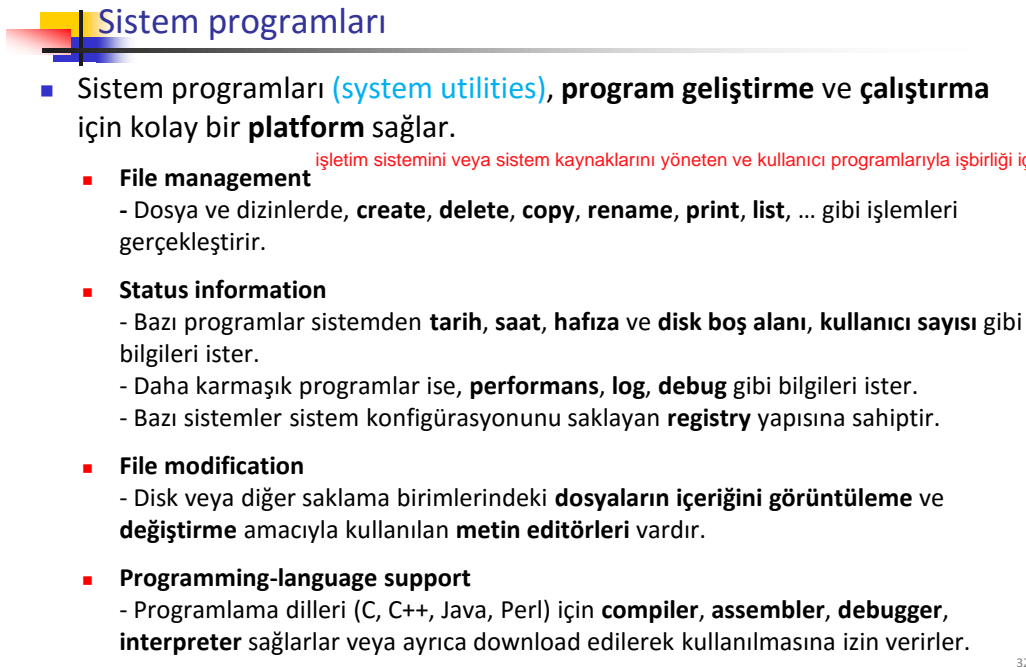 Sistem programları
Sistem programları (system utilities), program geliştirme ve çalıştırma
için kolay bir platform sağlar.
işletim sistemini veya sistem kaynaklarını yöneten ve kullanıcı programlarıyla işbirliği
File management
- Dosya ve dizinlerde, create, delete, copy, rename, print, list, … gibi işlemleri
gerçekleştirir.
Status information
- Bazı programlar sistemden tarih, saat, hafıza ve disk boş alanı, kullanıcı sayısı gibi
bilgileri ister.
- Daha karmaşık programlar ise, performans, log, debug gibi bilgileri ister.
- Bazı sistemler sistem konfigürasyonunu saklayan registry yapısına sahiptir.
File modification
- Disk veya diğer saklama birimlerindeki dosyaların içeriğini görüntüleme ve
değiştirme amacıyla kullanılan metin editörleri vardır.
Programming-language support
- Programlama dilleri (C, C++, Java, Perl) için compiler, assembler, debugger,
interpreter sağlarlar veya ayrıca download edilerek kullanılmasına izin verirler.